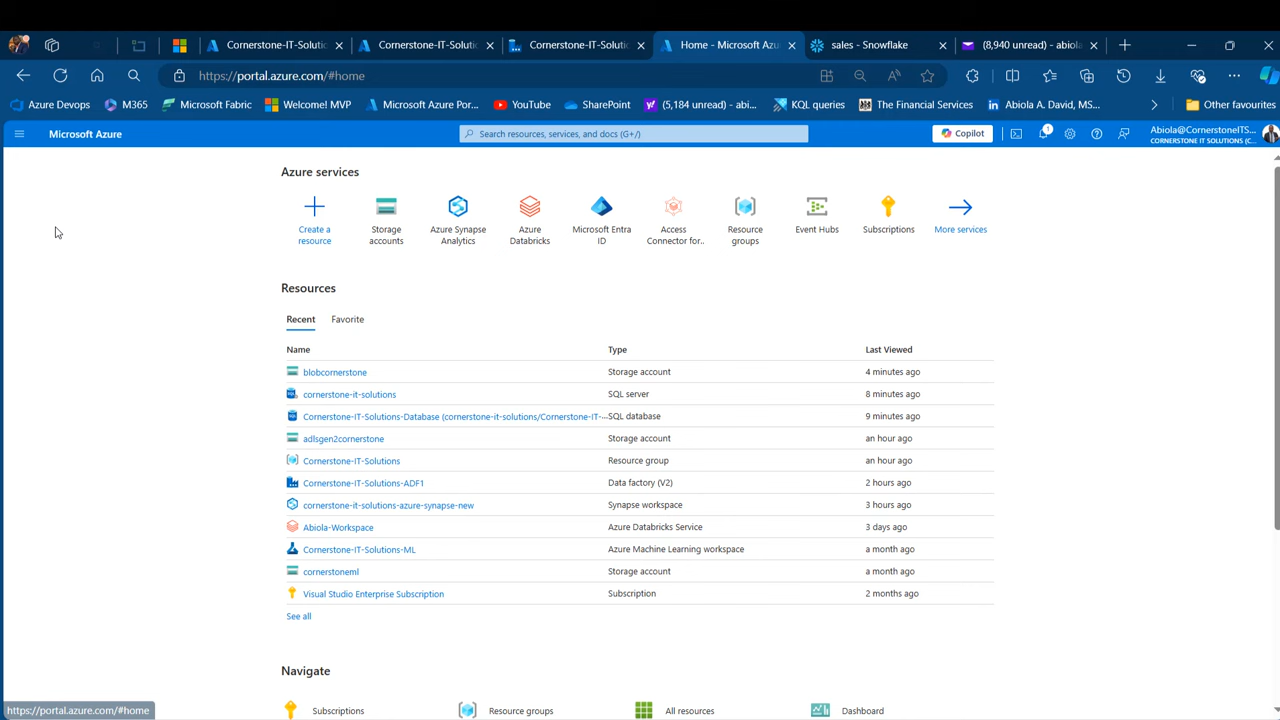 Cornerstone-IT-Solutio
Cornerstone-IT-Solutio
Cornerstone-IT-Solutio
Home - Microsoft Azu
sales - Snowflake
(8,940 unread) - abiola
https://portal.azure.com/#home
Azure Devops
M365
Microsoft Fabric
Welcome! MVP
Microsoft Azure Por...
YouTube
SharePoint
(5,184 unread) - abi...
KQL queries
The Financial Services
Abiola A. David, MS...
Other favourites
Microsoft Azure
Search resources, services, and docs (G+/)
Copilot
1
Abiola@CornerstoneITS...
CORNERSTONE IT SOLUTIONS (C...
Azure services
Create a
resource
Storage
accounts
Azure Synapse
Analytics
Azure
Databricks
Microsoft Entra
ID
Access
Connector for...
Resource
groups
Event Hubs
Subscriptions
More services
Resources
Recent
Favorite
Name Type Last Viewed
blobcornerstone Storage account 4 minutes ago
cornerstone-it-solutions SQL server 8 minutes ago
Cornerstone-IT-Solutions-Database (cornerstone-it-solutions/Cornerstone-IT-... SQL database 9 minutes ago
adlsgen2cornerstone Storage account an hour ago
Cornerstone-IT-Solutions Resource group an hour ago
Cornerstone-IT-Solutions-ADF1 Data factory (V2) 2 hours ago
cornerstone-it-solutions-azure-synapse-new Synapse workspace 3 hours ago
Abiola-Workspace Azure Databricks Service 3 days ago
Cornerstone-IT-Solutions-ML Azure Machine Learning workspace a month ago
cornerstoneml Storage account a month ago
Visual Studio Enterprise Subscription Subscription 2 months ago
See all
Navigate
Subscriptions
Resource groups
All resources
Dashboard
https://portal.azure.com/#home